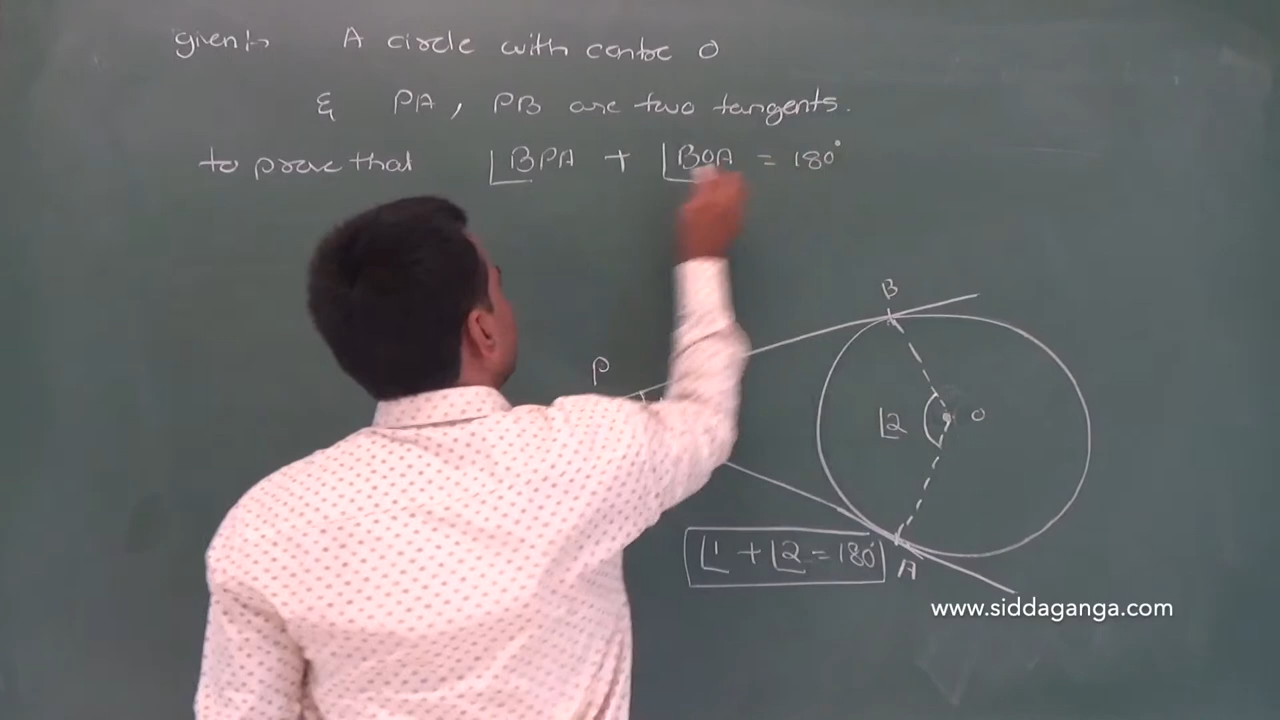 given:- A circle with centre O
& PA, PB are two tangents.
to prove that ∠BPA + ∠BOA = 180°
B
P
∠2
O
∠1 + ∠2 = 180°
A
www.siddaganga.com